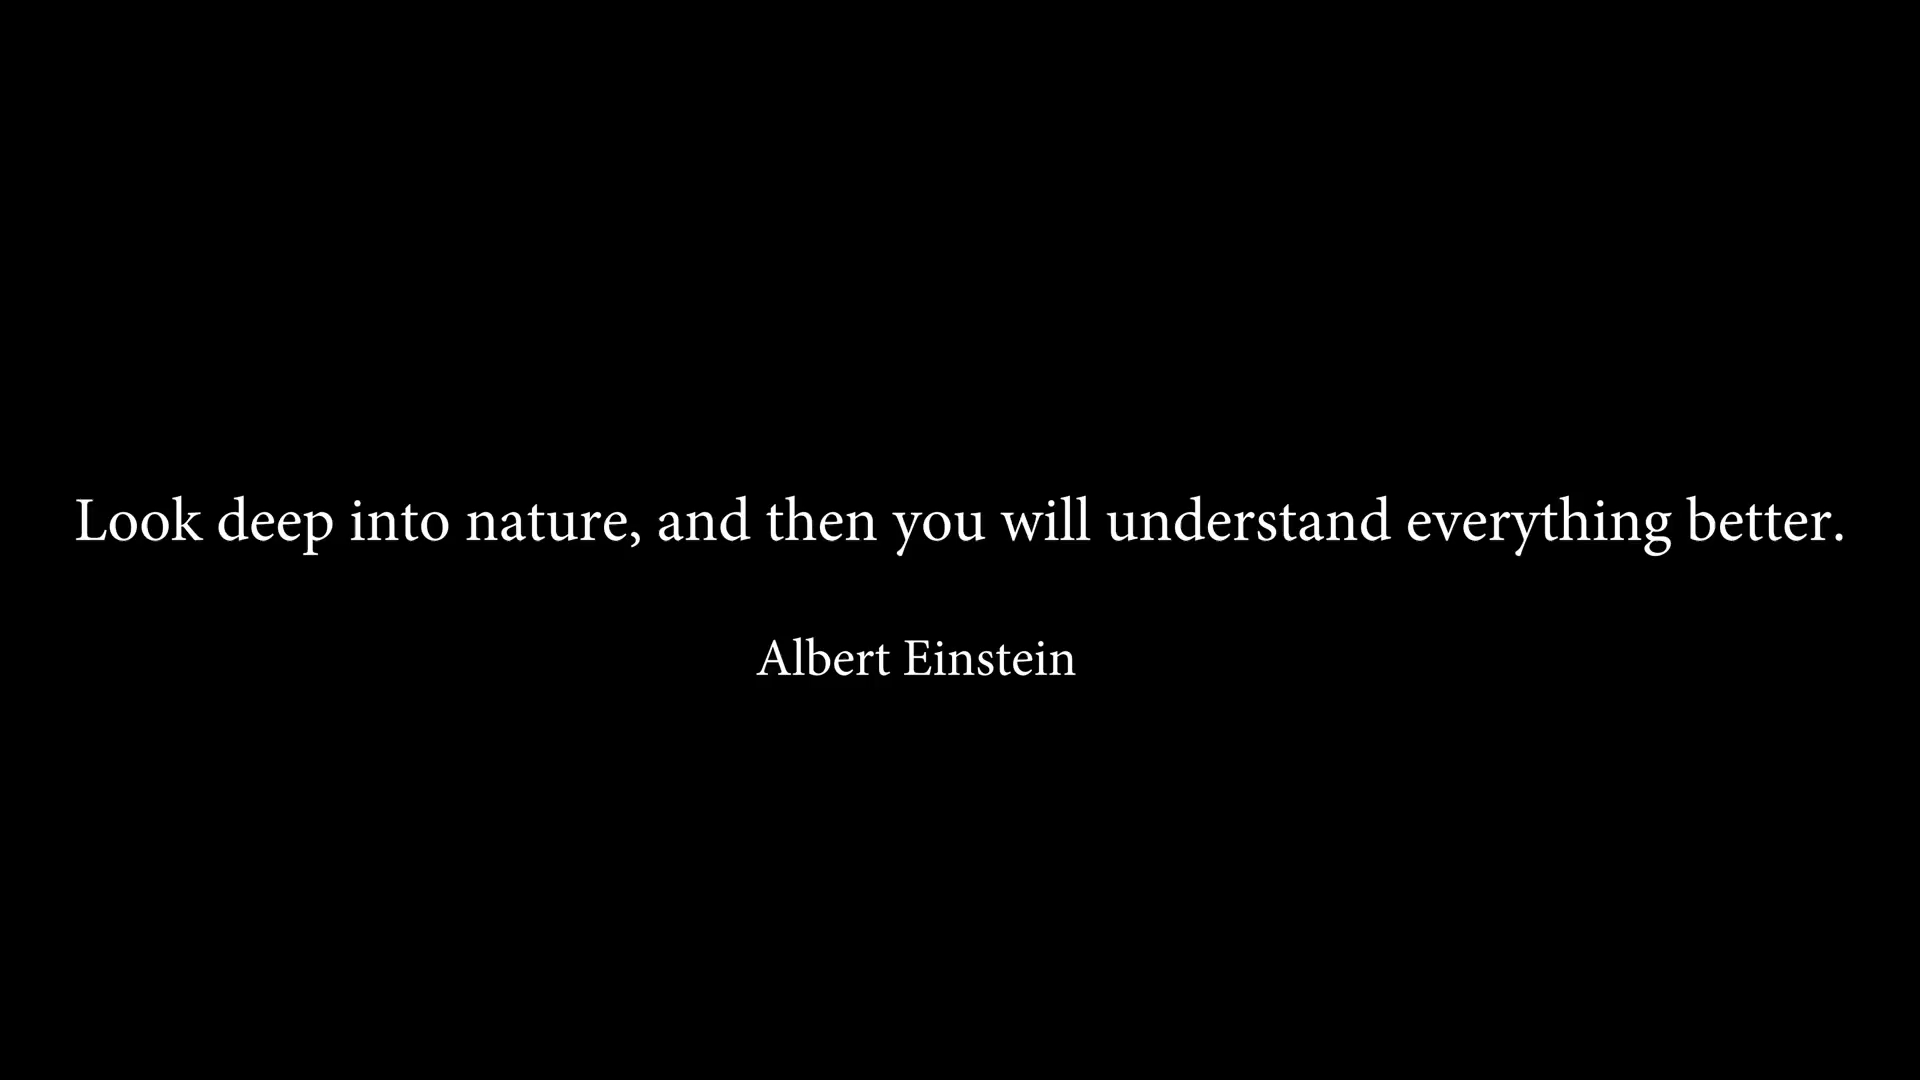 Look deep into nature, and then you will understand everything better.
Albert Einstein